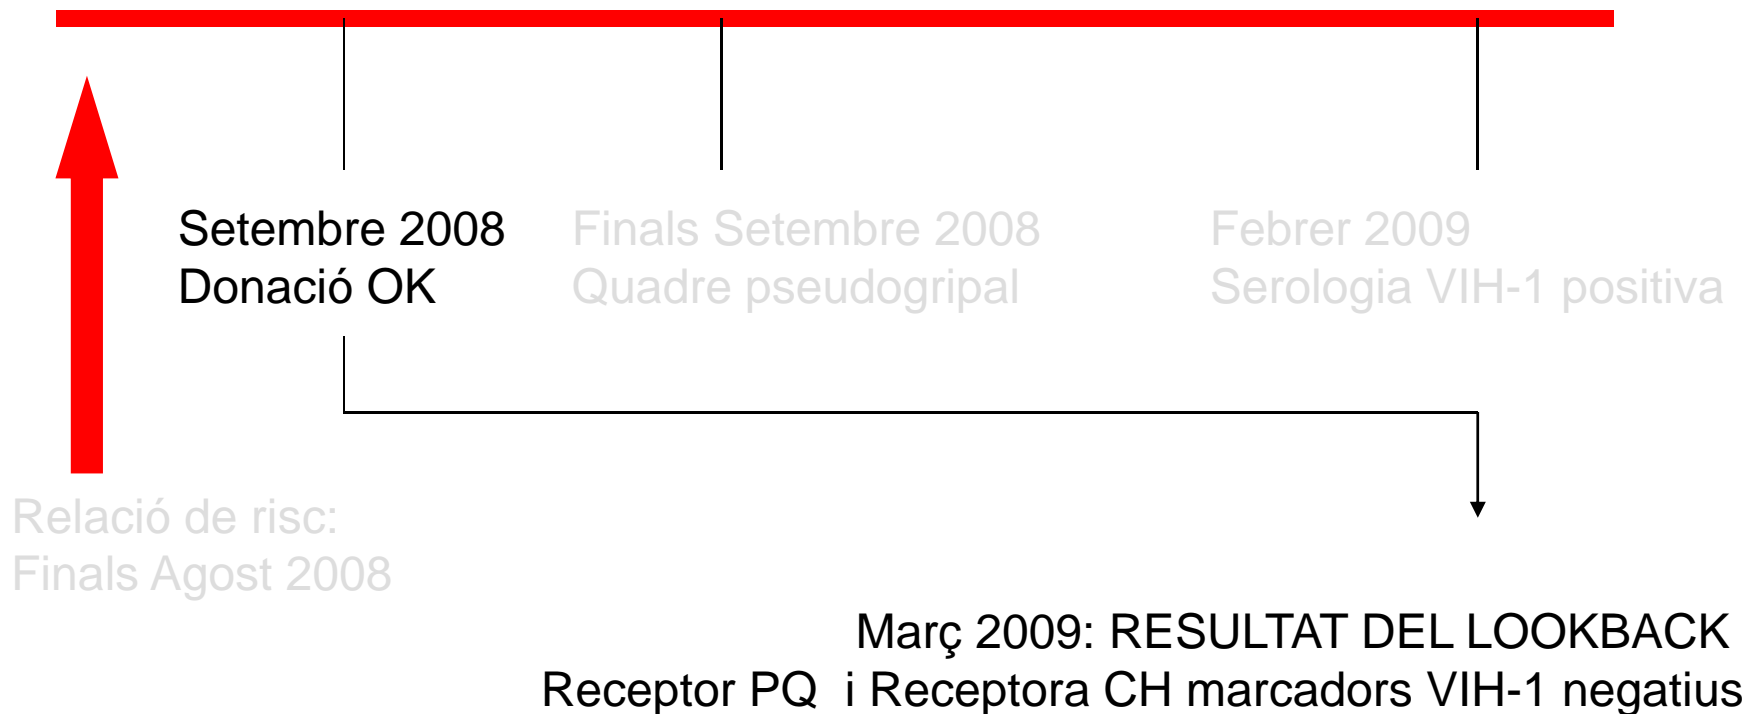 Setembre 2008
Donació OK
Finals Setembre 2008
Quadre pseudogripal
Febrer 2009
Serologia VIH-1 positiva
Relació de risc:
Finals Agost 2008
Març 2009: RESULTAT DEL LOOKBACK
Receptor PQ i Receptora CH marcadors VIH-1 negatius